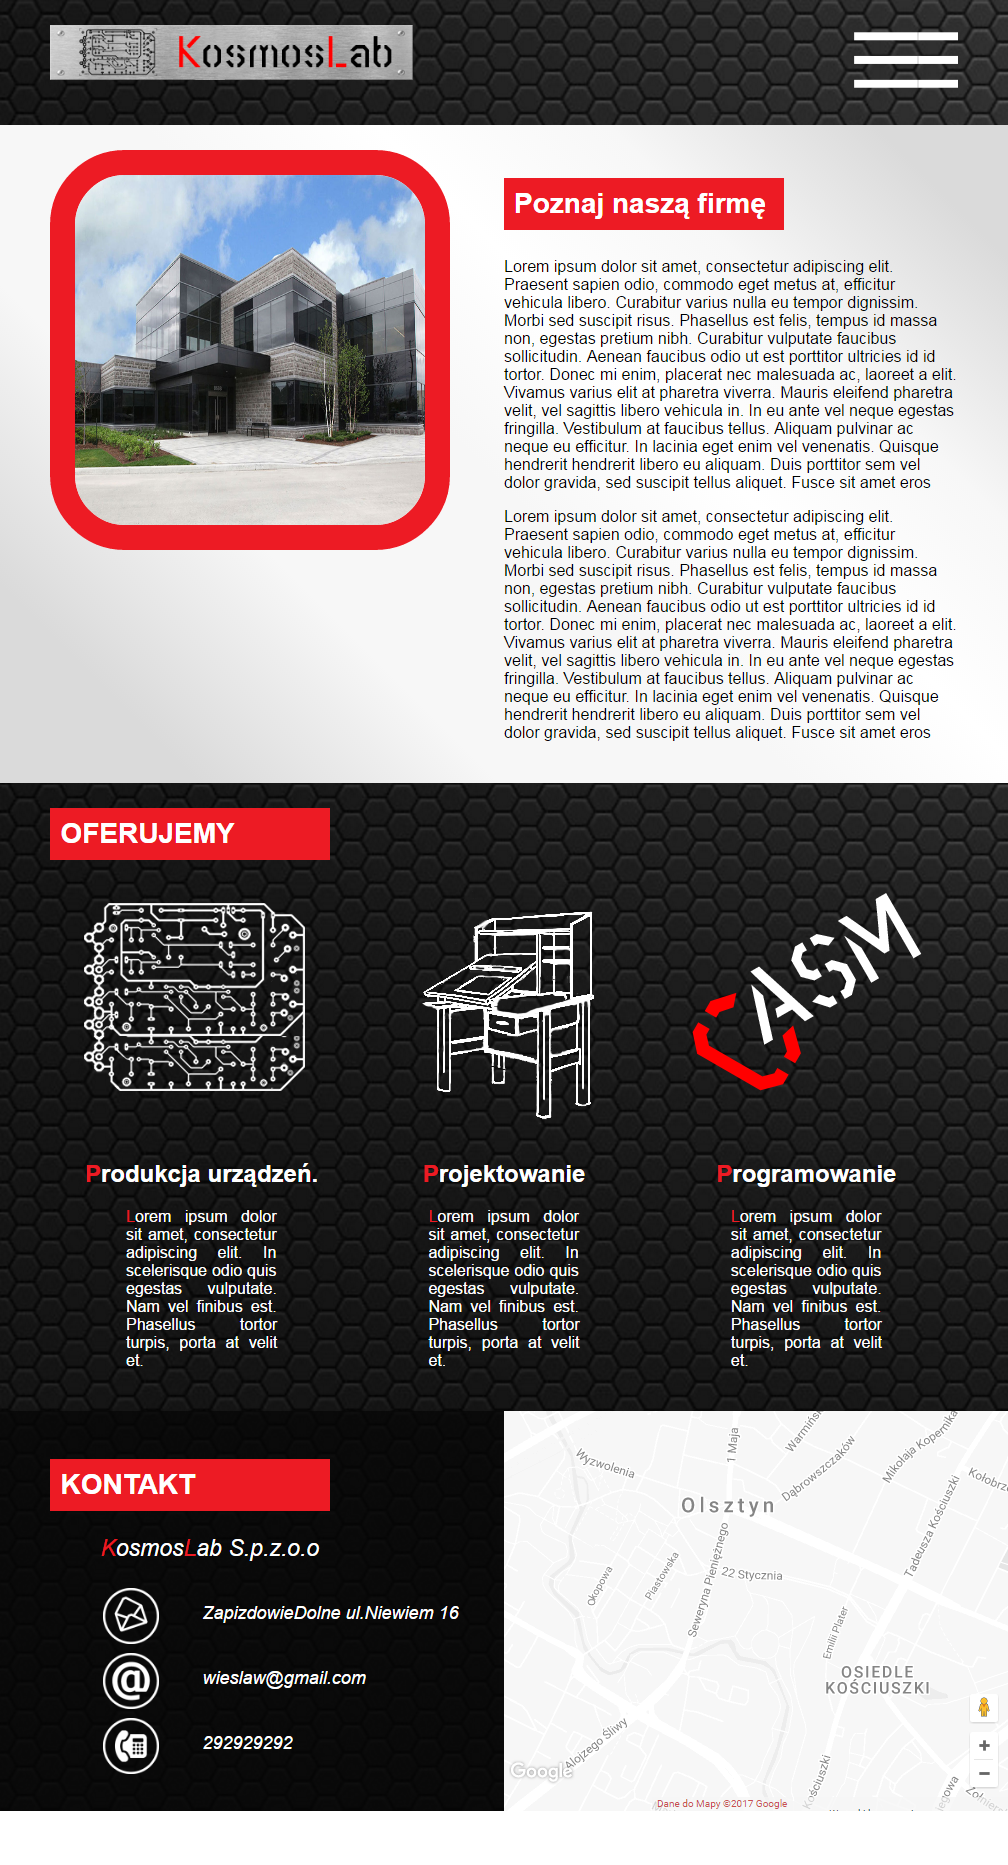 KosmosLab
Poznaj naszą firmę
Lorem ipsum dolor sit amet, consectetur adipiscing elit.
Praesent sapien odio, commodo eget metus at, efficitur
vehicula libero. Curabitur varius nulla eu tempor dignissim.
Morbi sed suscipit risus. Phasellus est felis, tempus id massa
non, egestas pretium nibh. Curabitur vulputate faucibus
sollicitudin. Aenean faucibus odio ut est porttitor ultricies id id
tortor. Donec mi enim, placerat nec malesuada ac, laoreet a elit.
Vivamus varius elit at pharetra viverra. Mauris eleifend pharetra
velit, vel sagittis libero vehicula in. In eu ante vel neque egestas
fringilla. Vestibulum at faucibus tellus. Aliquam pulvinar ac
neque eu efficitur. In lacinia eget enim vel venenatis. Quisque
hendrerit hendrerit libero eu aliquam. Duis porttitor sem vel
dolor gravida, sed suscipit tellus aliquet. Fusce sit amet eros
Lorem ipsum dolor sit amet, consectetur adipiscing elit.
Praesent sapien odio, commodo eget metus at, efficitur
vehicula libero. Curabitur varius nulla eu tempor dignissim.
Morbi sed suscipit risus. Phasellus est felis, tempus id massa
non, egestas pretium nibh. Curabitur vulputate faucibus
sollicitudin. Aenean faucibus odio ut est porttitor ultricies id id
tortor. Donec mi enim, placerat nec malesuada ac, laoreet a elit.
Vivamus varius elit at pharetra viverra. Mauris eleifend pharetra
velit, vel sagittis libero vehicula in. In eu ante vel neque egestas
fringilla. Vestibulum at faucibus tellus. Aliquam pulvinar ac
neque eu efficitur. In lacinia eget enim vel venenatis. Quisque
hendrerit hendrerit libero eu aliquam. Duis porttitor sem vel
dolor gravida, sed suscipit tellus aliquet. Fusce sit amet eros
OFERUJEMY
CASM
Produkcja urządzeń.
Lorem ipsum dolor
sit amet, consectetur
adipiscing elit. In
scelerisque odio quis
egestas vulputate.
Nam vel finibus est.
Phasellus tortor
turpis, porta at velit
et.
Projektowanie
Lorem ipsum dolor
sit amet, consectetur
adipiscing elit. In
scelerisque odio quis
egestas vulputate.
Nam vel finibus est.
Phasellus tortor
turpis, porta at velit
et.
Programowanie
Lorem ipsum dolor
sit amet, consectetur
adipiscing elit. In
scelerisque odio quis
egestas vulputate.
Nam vel finibus est.
Phasellus tortor
turpis, porta at velit
et.
KONTAKT
KosmosLab S.p.z.o.o
ZapizdowieDolne ul.Niewiem 16
wieslaw@gmail.com
292929292
Wyzwolenia
1 Maja
Dąbrowszczaków
Mikołaja Kopernika
Olsztyn
Tadeusza Kościuszki
Okopowa
Piastowska
Seweryna Pieniężnego
22 Stycznia
Emilii Plater
OSIEDLE
KOŚCIUSZKI
Alojzego Śliwy
Kościuszki
Google
+
−
Dane do Mapy ©2017 Google